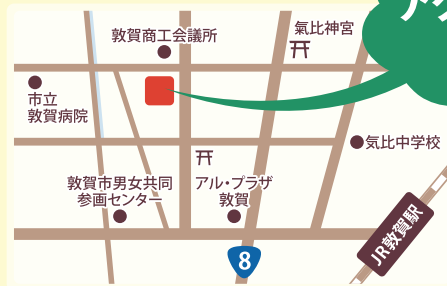 敦賀商工会議所
氣比神宮
市立
敦賀病院
気比中学校
敦賀市男女共同
参画センター
アル・プラザ
敦賀
JR敦賀駅
8